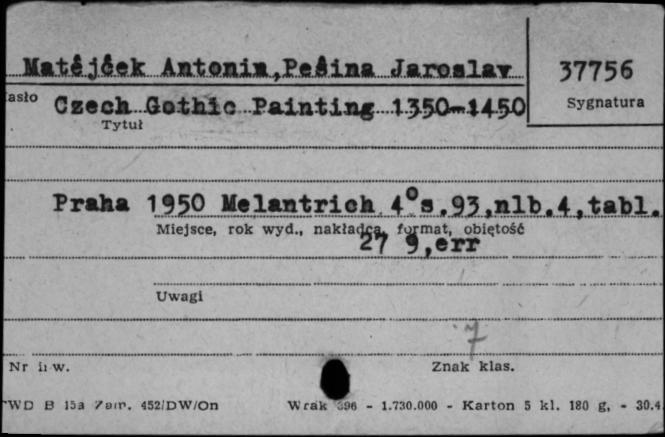 Matějček Antonin,Pešina Jaroslav
37756
Sygnatura
asło
Czech Gothic Painting 1350-1450
Tytuł
Praha 1950 Melantrich 4° s.93,nlb.4,tabl.
Miejsce, rok wyd., nakładca, format, objętość
27 9,err
Uwagi
7
Nr inw.
Znak klas.
WD B 15a Zam. 452/DW/On
Wrak 396 - 1.730.000 - Karton 5 kl. 180 g, - 30.4